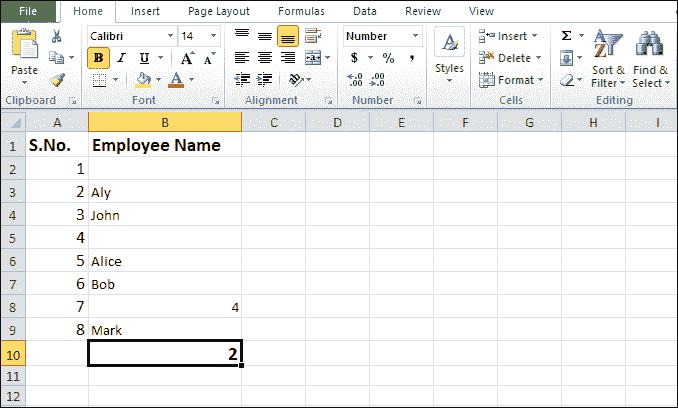 File Home Insert Page Layout Formulas Data Review View
Calibri 14 Number Insert Σ
Paste B I U A $ % , Styles Delete Sort & Find &
A Format Filter Select
Clipboard Font Alignment Number Cells Editing
A B C D E F G H I
1 S.No. Employee Name
2 1
3 2 Aly
4 3 John
5 4
6 5 Alice
7 6 Bob
8 7 4
9 8 Mark
10 2
11
12